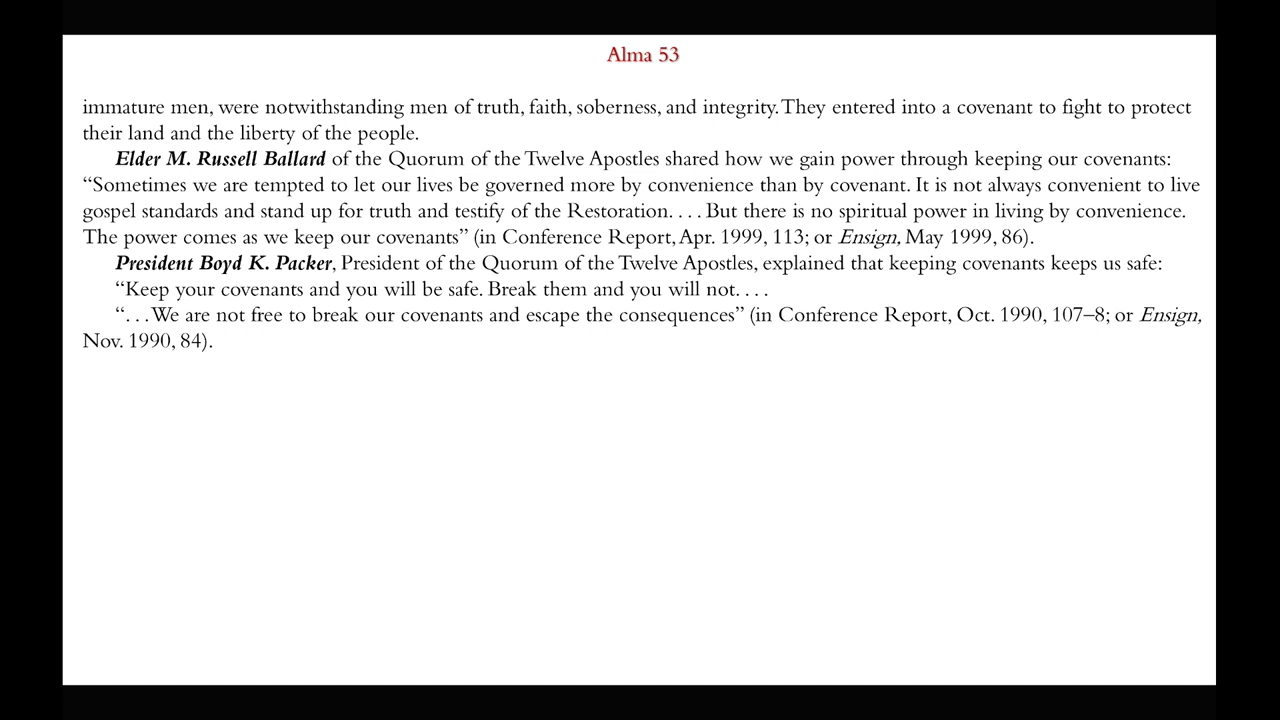 Alma 53
immature men, were notwithstanding men of truth, faith, soberness, and integrity. They entered into a covenant to fight to protect
their land and the liberty of the people.
Elder M. Russell Ballard of the Quorum of the Twelve Apostles shared how we gain power through keeping our covenants:
“Sometimes we are tempted to let our lives be governed more by convenience than by covenant. It is not always convenient to live
gospel standards and stand up for truth and testify of the Restoration. . . . But there is no spiritual power in living by convenience.
The power comes as we keep our covenants” (in Conference Report, Apr. 1999, 113; or Ensign, May 1999, 86).
President Boyd K. Packer, President of the Quorum of the Twelve Apostles, explained that keeping covenants keeps us safe:
“Keep your covenants and you will be safe. Break them and you will not. . . .
“. . . We are not free to break our covenants and escape the consequences” (in Conference Report, Oct. 1990, 107–8; or Ensign,
Nov. 1990, 84).